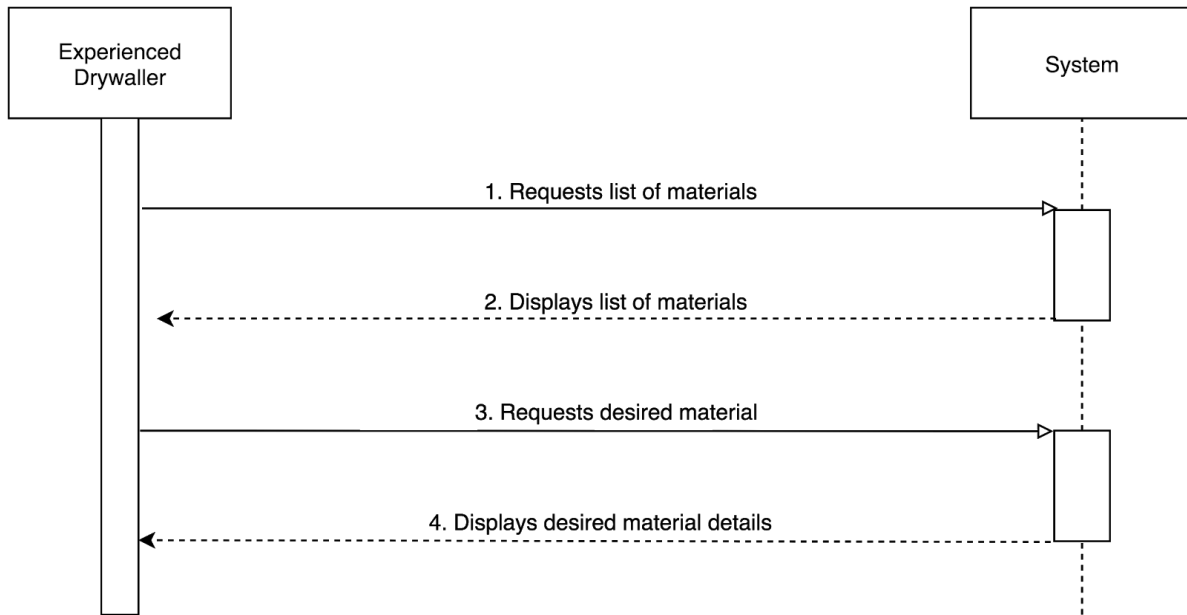 Experienced
Drywaller
System
1. Requests list of materials
2. Displays list of materials
3. Requests desired material
4. Displays desired material details